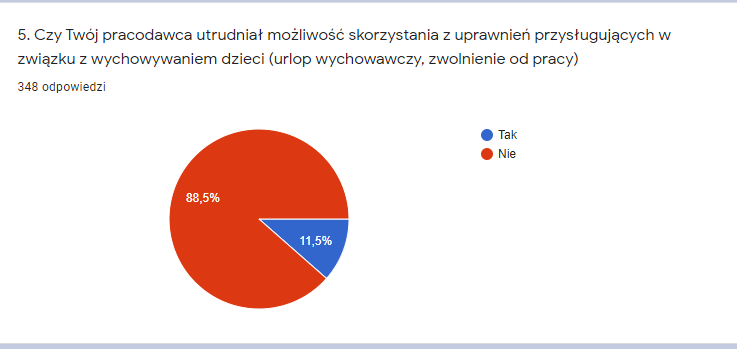 5. Czy Twój pracodawca utrudniał możliwość skorzystania z uprawnień przysługujących w
związku z wychowywaniem dzieci (urlop wychowawczy, zwolnienie od pracy)
348 odpowiedzi
Tak
Nie
88,5%
11,5%